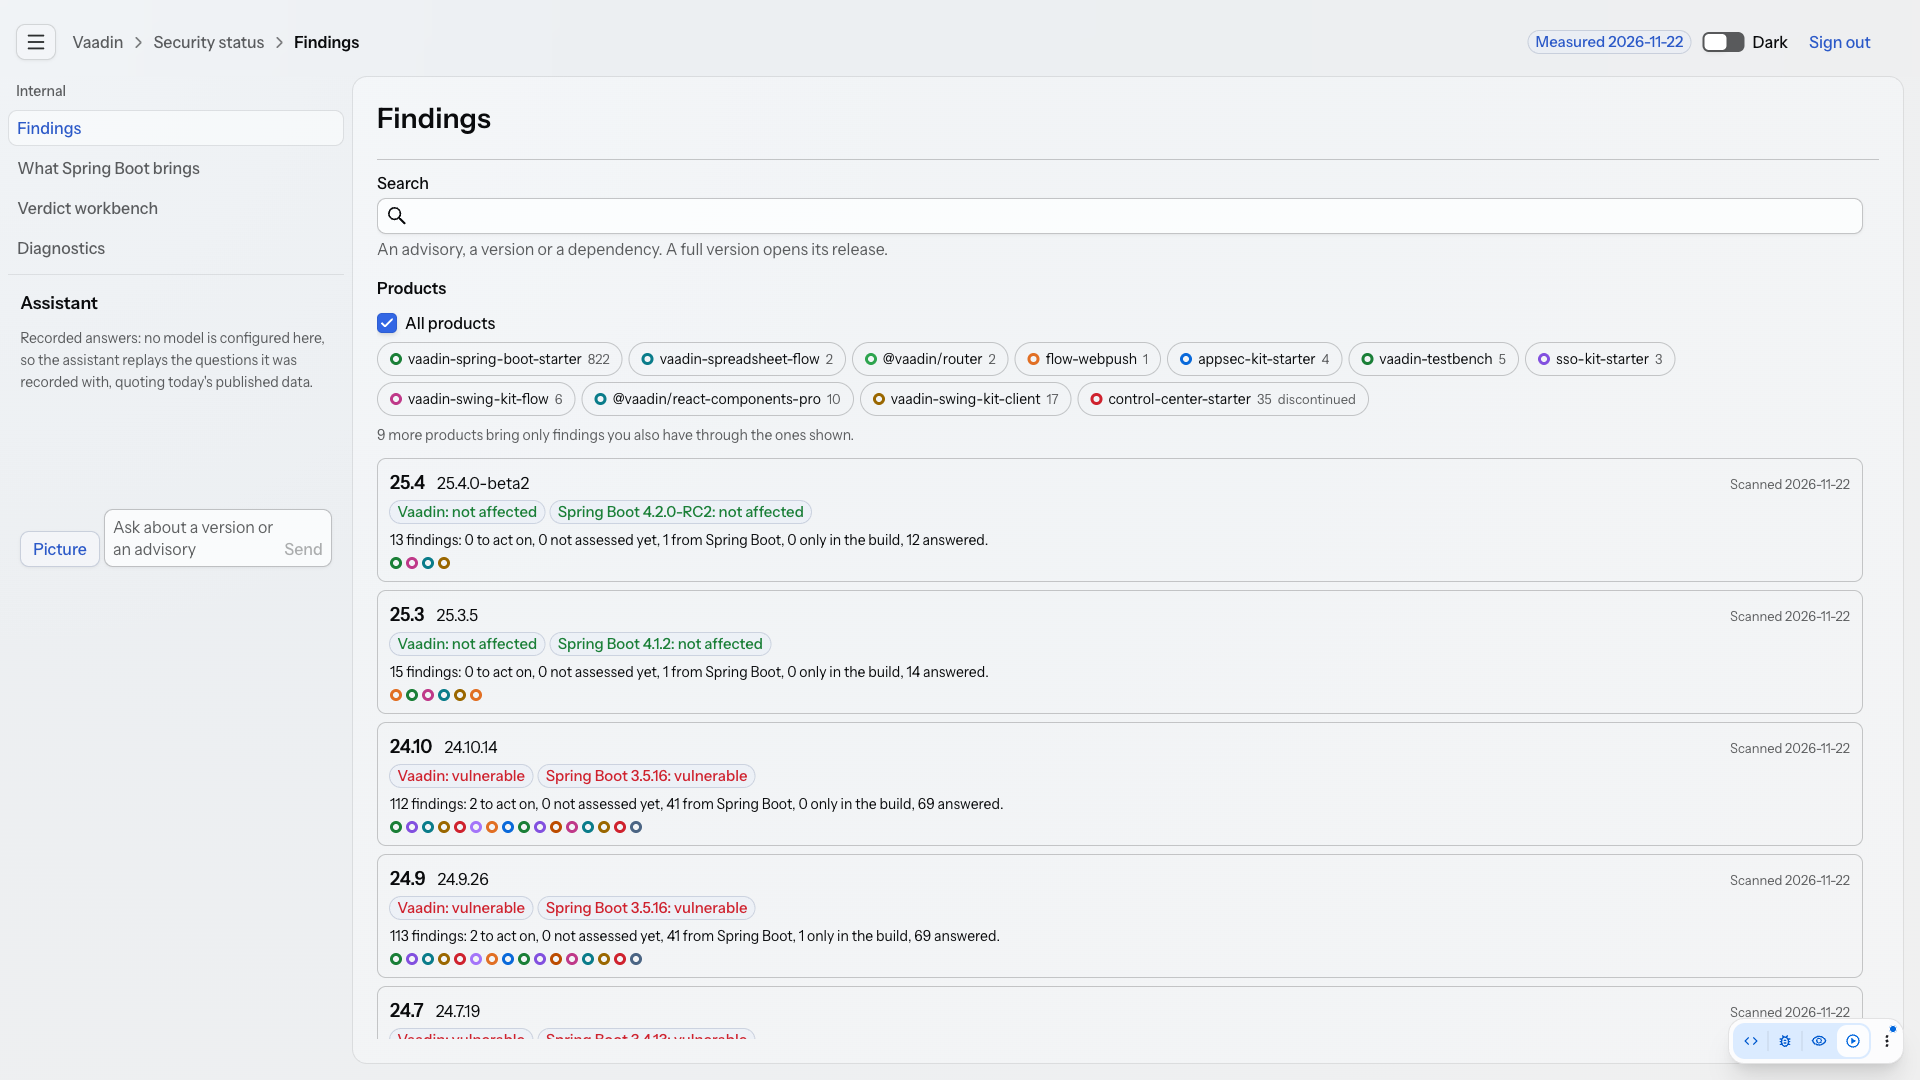 Vaadin > Security status > Findings
Measured 2026-11-22
Dark
Sign out
Internal
Findings
What Spring Boot brings
Verdict workbench
Diagnostics
Assistant
Recorded answers: no model is configured here,
so the assistant replays the questions it was
recorded with, quoting today's published data.
Picture
Ask about a version or
an advisory
Send
Findings
Search
An advisory, a version or a dependency. A full version opens its release.
Products
All products
vaadin-spring-boot-starter 822
vaadin-spreadsheet-flow 2
@vaadin/router 2
flow-webpush 1
appsec-kit-starter 4
vaadin-testbench 5
sso-kit-starter 3
vaadin-swing-kit-flow 6
@vaadin/react-components-pro 10
vaadin-swing-kit-client 17
control-center-starter 35 discontinued
9 more products bring only findings you also have through the ones shown.
25.4 25.4.0-beta2
Scanned 2026-11-22
Vaadin: not affected
Spring Boot 4.2.0-RC2: not affected
13 findings: 0 to act on, 0 not assessed yet, 1 from Spring Boot, 0 only in the build, 12 answered.
25.3 25.3.5
Scanned 2026-11-22
Vaadin: not affected
Spring Boot 4.1.2: not affected
15 findings: 0 to act on, 0 not assessed yet, 1 from Spring Boot, 0 only in the build, 14 answered.
24.10 24.10.14
Scanned 2026-11-22
Vaadin: vulnerable
Spring Boot 3.5.16: vulnerable
112 findings: 2 to act on, 0 not assessed yet, 41 from Spring Boot, 0 only in the build, 69 answered.
24.9 24.9.26
Scanned 2026-11-22
Vaadin: vulnerable
Spring Boot 3.5.16: vulnerable
113 findings: 2 to act on, 0 not assessed yet, 41 from Spring Boot, 1 only in the build, 69 answered.
24.7 24.7.19
Scanned 2026-11-22
Vaadin: vulnerable
Spring Boot 3.4.13: vulnerable